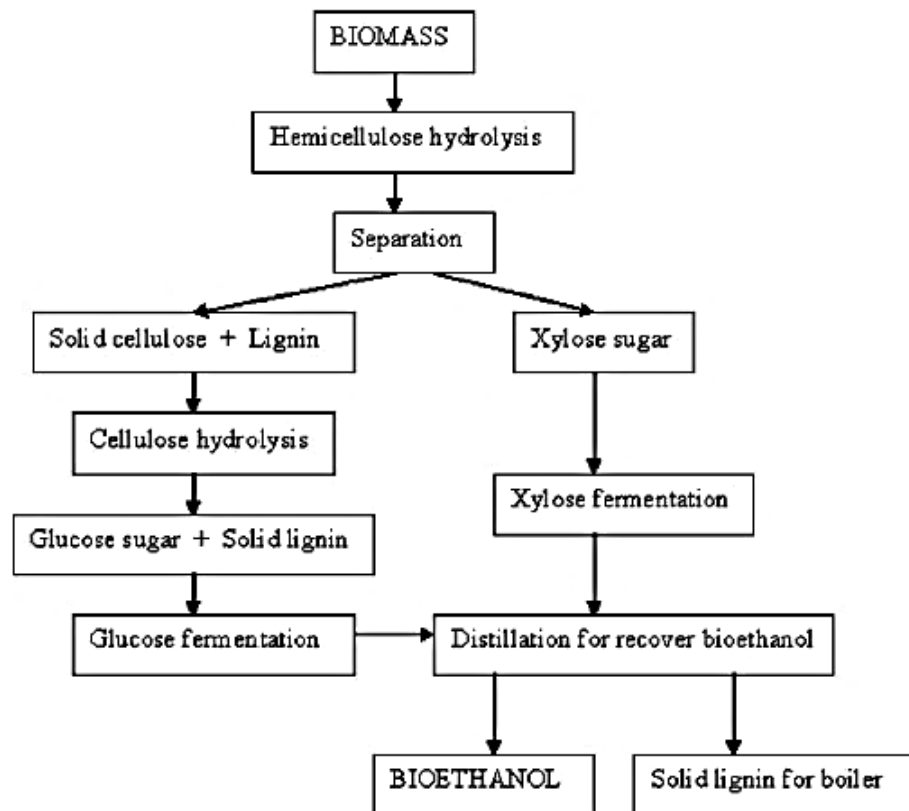 BIOMASS
Hemicellulose hydrolysis
Separation
Solid cellulose + Lignin
Xylose sugar
Cellulose hydrolysis
Xylose fermentation
Glucose sugar + Solid lignin
Glucose fermentation
Distillation for recover bioethanol
BIOETHANOL
Solid lignin for boiler